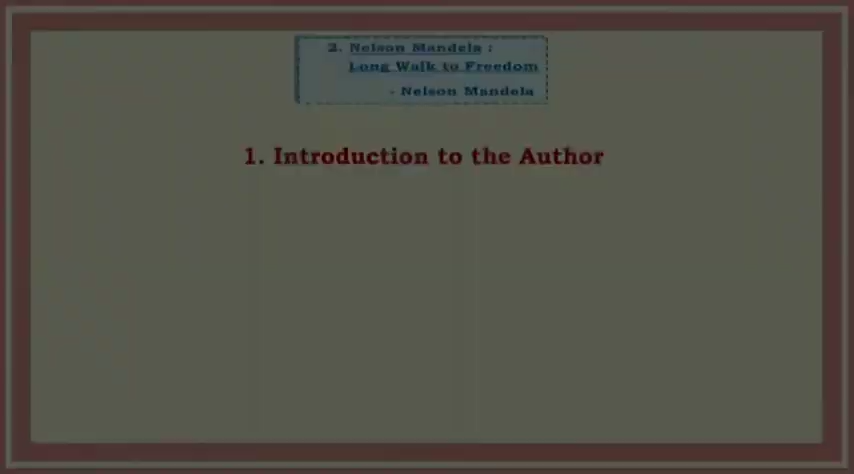 2. Nelson Mandela :
Long Walk to Freedom
- Nelson Mandela
1. Introduction to the Author